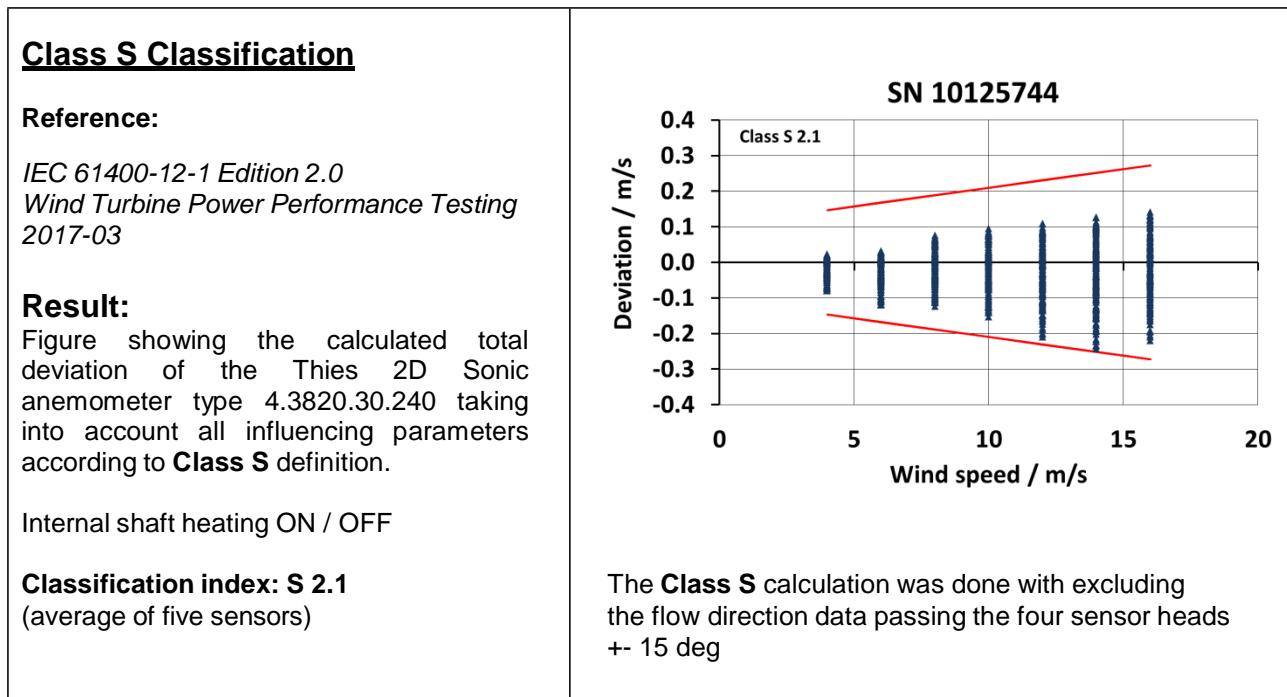 Class S Classification
Reference:
IEC 61400-12-1 Edition 2.0
Wind Turbine Power Performance Testing
2017-03
Result:
Figure showing the calculated total
deviation of the Thies 2D Sonic
anemometer type 4.3820.30.240 taking
into account all influencing parameters
according to Class S definition.
Internal shaft heating ON / OFF
Classification index: S 2.1
(average of five sensors)
SN 10125744
Class S 2.1
0.4
0.3
0.2
0.1
0.0
-0.1
-0.2
-0.3
-0.4
Deviation / m/s
0 5 10 15 20
Wind speed / m/s
The Class S calculation was done with excluding
the flow direction data passing the four sensor heads
+- 15 deg